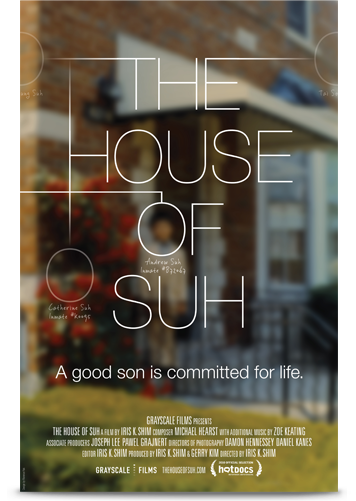 THE
HOUSE
OF
Andrew Suh
Catherine Suh
SUH
A good son is committed for life.
GRAYSCALE FILMS PRESENTS
THE HOUSE OF SUH A FILM BY IRIS K. SHIM COMPOSER MICHAEL HEARST WITH ADDITIONAL MUSIC BY ZOE KEATING
ASSOCIATE PRODUCERS JOSEPH LEE PAWEL GRAJNERT DIRECTORS OF PHOTOGRAPHY DAMON HENNESSEY DANIEL KANES
EDITOR IRIS K. SHIM PRODUCED BY IRIS K. SHIM & GERRY KIM DIRECTED BY IRIS K. SHIM
GRAYSCALE FILMS THEHOUSEOFSUH.COM hotDOCS